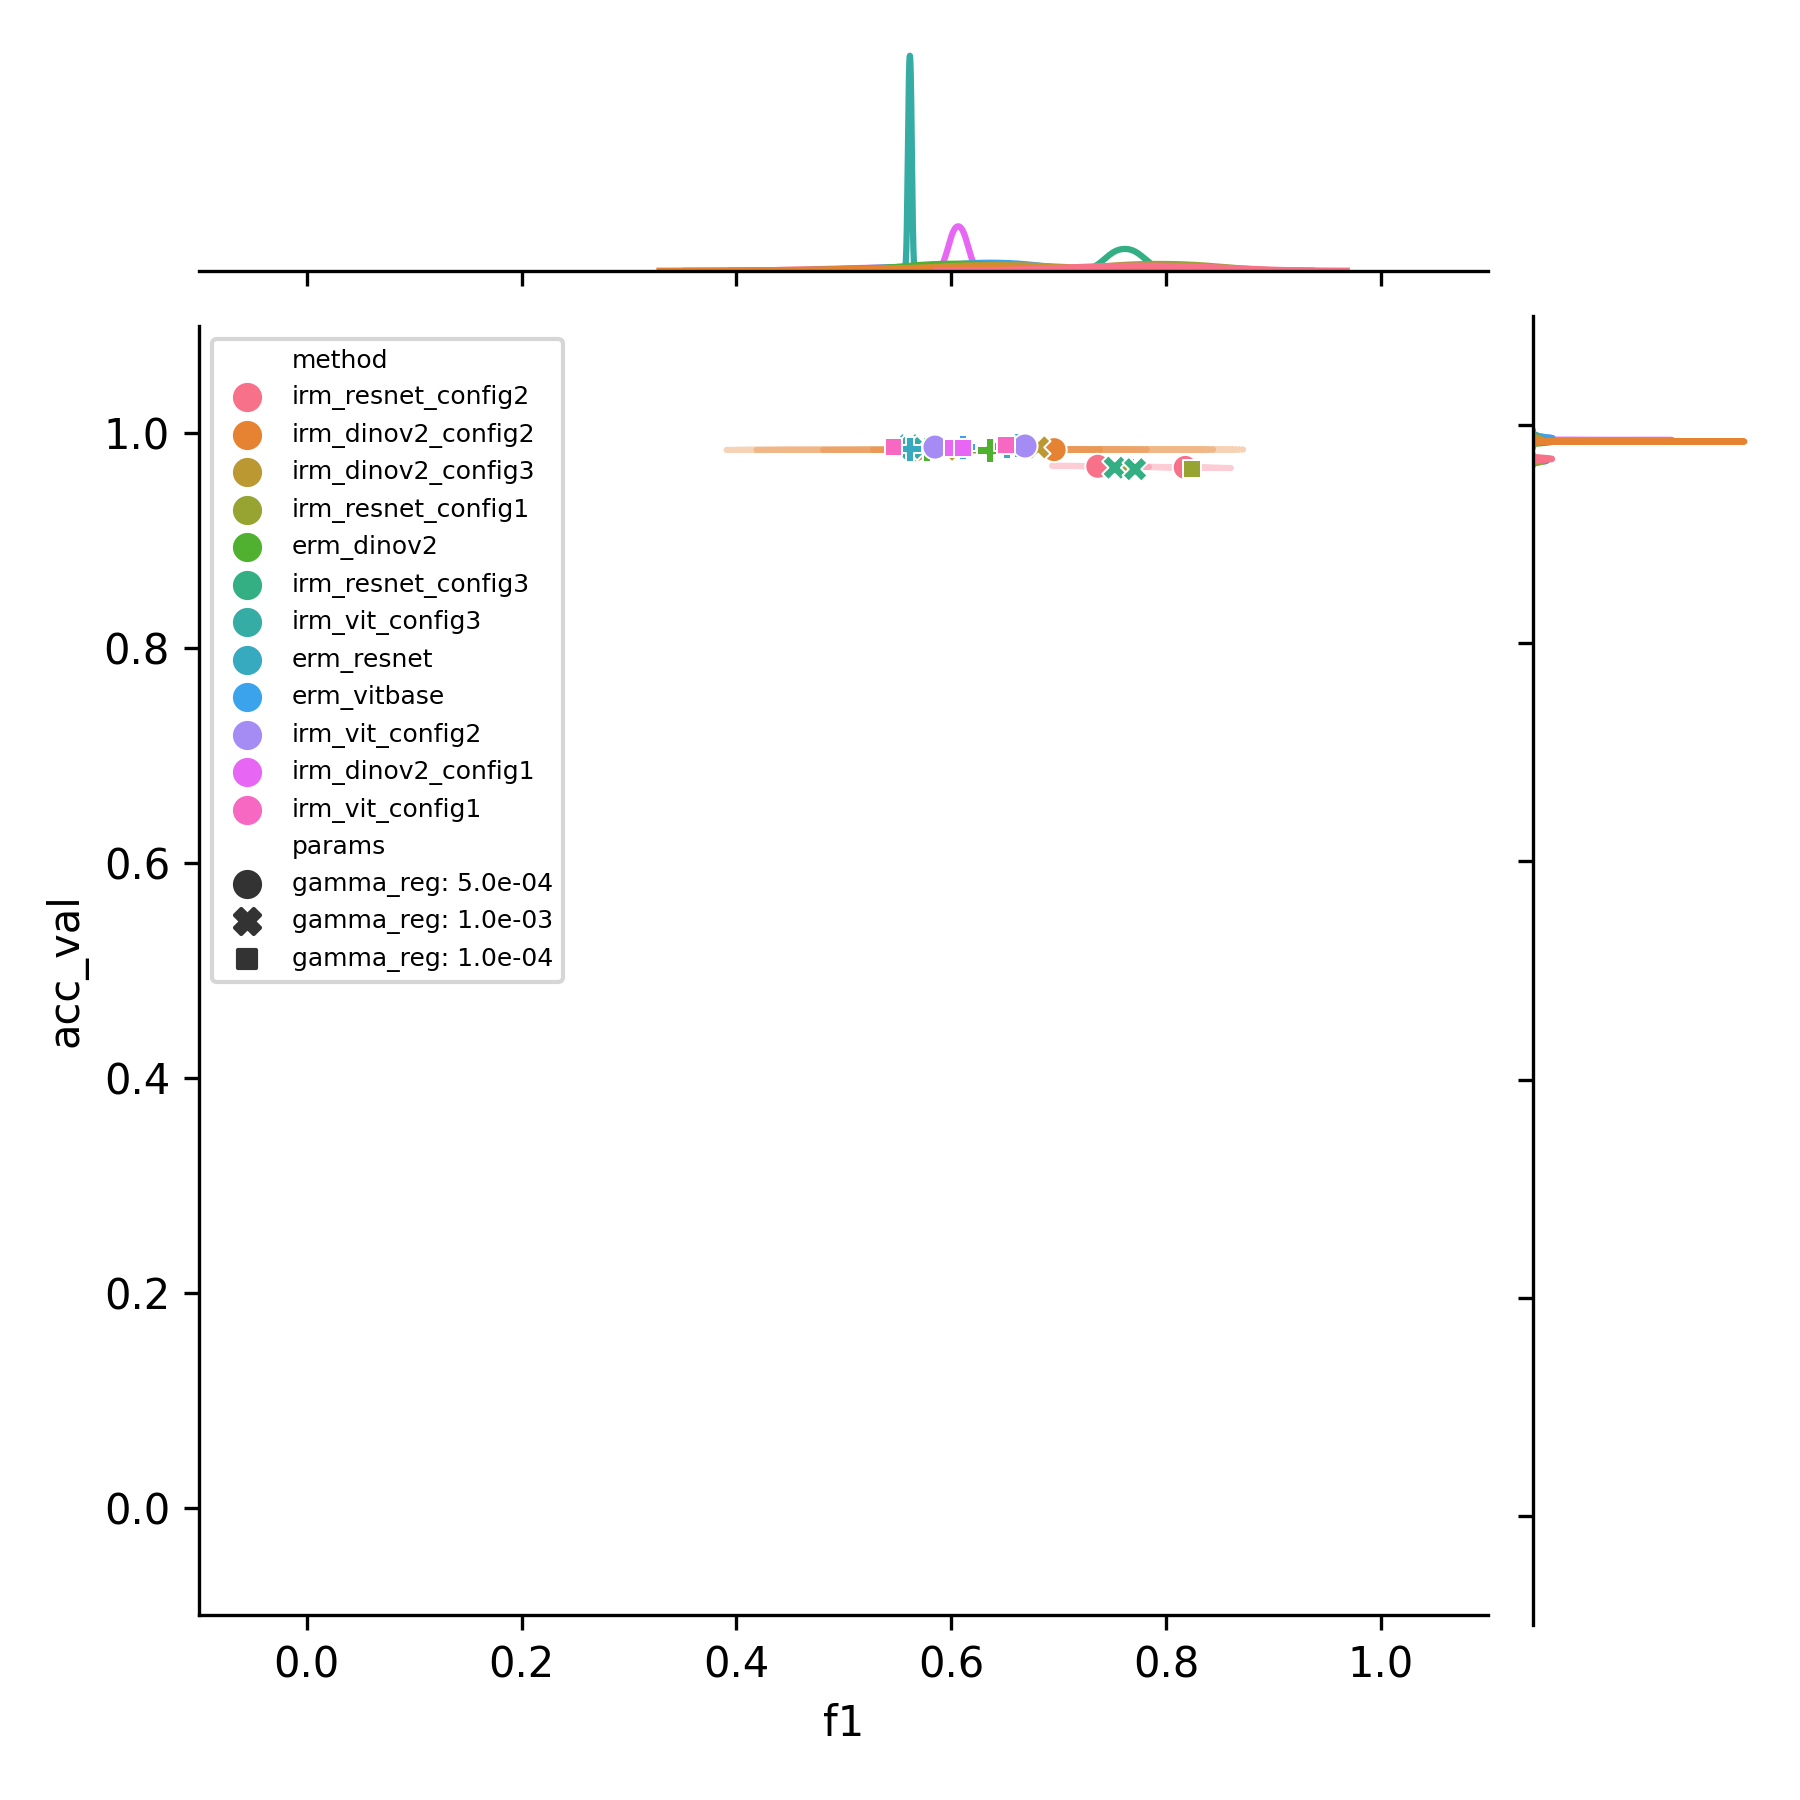 method
irm_resnet_config2
irm_dinov2_config2
irm_dinov2_config3
irm_resnet_config1
erm_dinov2
irm_resnet_config3
irm_vit_config3
erm_resnet
erm_vitbase
irm_vit_config2
irm_dinov2_config1
irm_vit_config1
params
gamma_reg: 5.0e-04
gamma_reg: 1.0e-03
gamma_reg: 1.0e-04
1.0
0.8
0.6
0.4
0.2
0.0
acc_val
0.0 0.2 0.4 0.6 0.8 1.0
f1